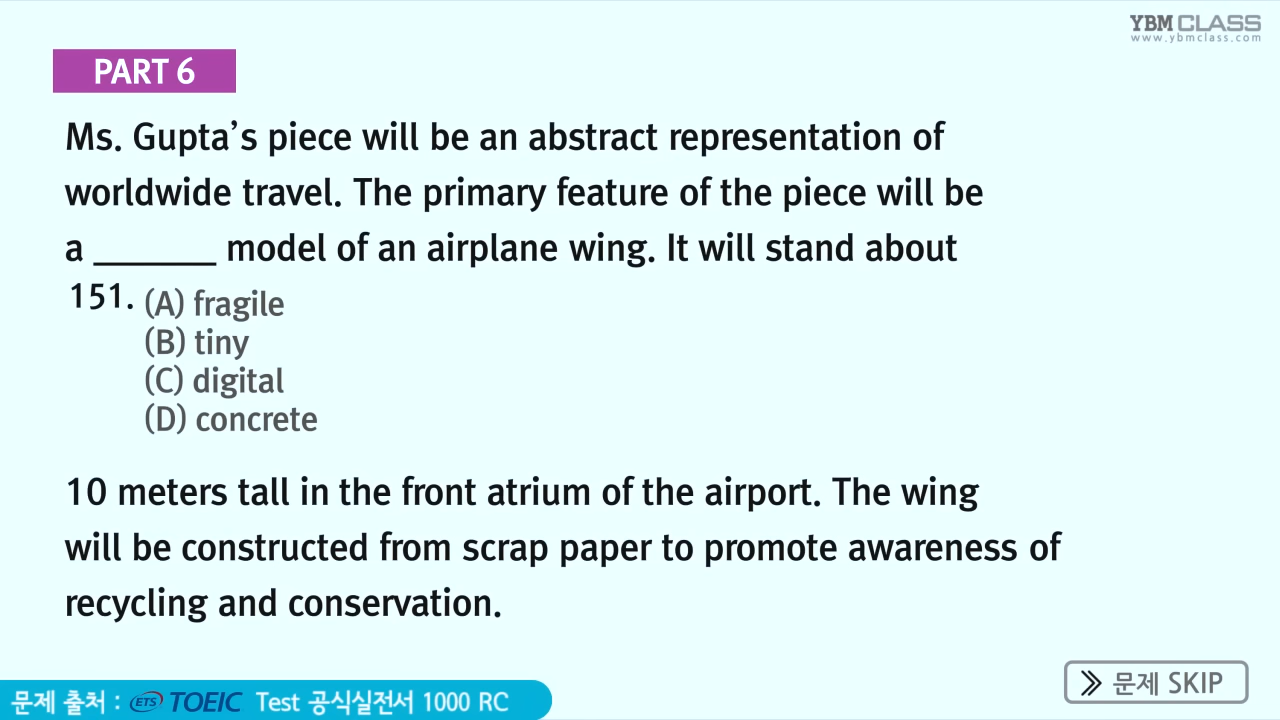 YBM CLASS
www.ybmclass.com
PART 6
Ms. Gupta’s piece will be an abstract representation of
worldwide travel. The primary feature of the piece will be
a _______ model of an airplane wing. It will stand about
151. (A) fragile
(B) tiny
(C) digital
(D) concrete
10 meters tall in the front atrium of the airport. The wing
will be constructed from scrap paper to promote awareness of
recycling and conservation.
문제 SKIP
문제 출처 : ETS TOEIC Test 공식실전서 1000 RC